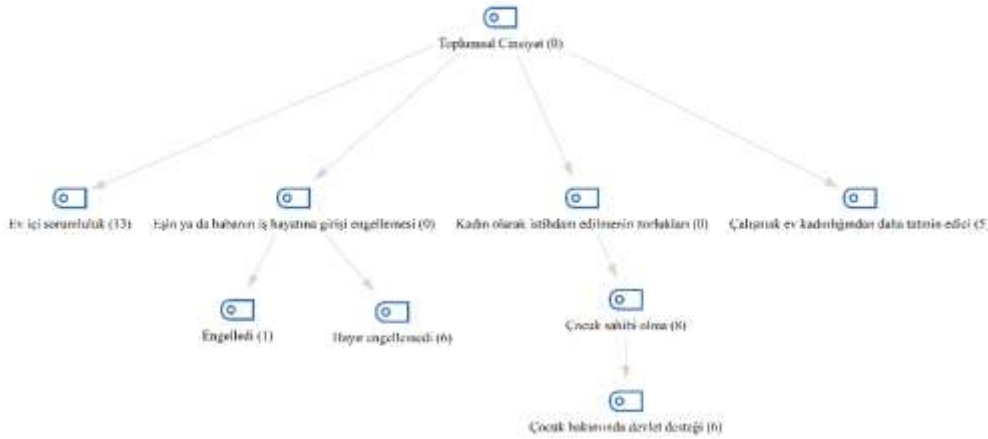 Toplumsal Cinsiyet (0)
Ev içi sorumluluk (13)
Eşin ya da babanın iş hayatına girişi engellemesi (0)
Kadın olarak istihdam edilmenin zorlukları (0)
Çalışmak ev kadınlığından daha tatmin edici (5
Engelledi (1)
Hayır engellemedi (6)
Çocuk sahibi olma (8)
Çocuk bakımında devlet desteği (6)